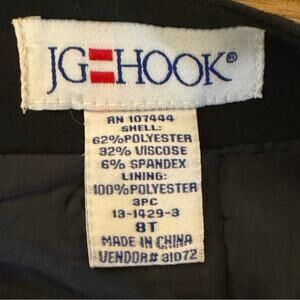 JG HOOK®
RN 107444
SHELL:
62%POLYESTER
32% VISCOSE
6% SPANDEX
LINING:
100%POLYESTER
3PC
13-1429-3
8T
MADE IN CHINA
VENDOR# 31072